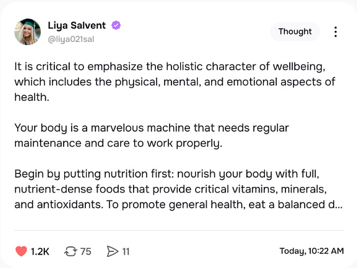 Liya Salvent
@liya021sal
Thought
It is critical to emphasize the holistic character of wellbeing,
which includes the physical, mental, and emotional aspects of
health.
Your body is a marvelous machine that needs regular
maintenance and care to work properly.
Begin by putting nutrition first: nourish your body with full,
nutrient-dense foods that provide critical vitamins, minerals,
and antioxidants. To promote general health, eat a balanced d...
1.2K
75
11
Today, 10:22 AM